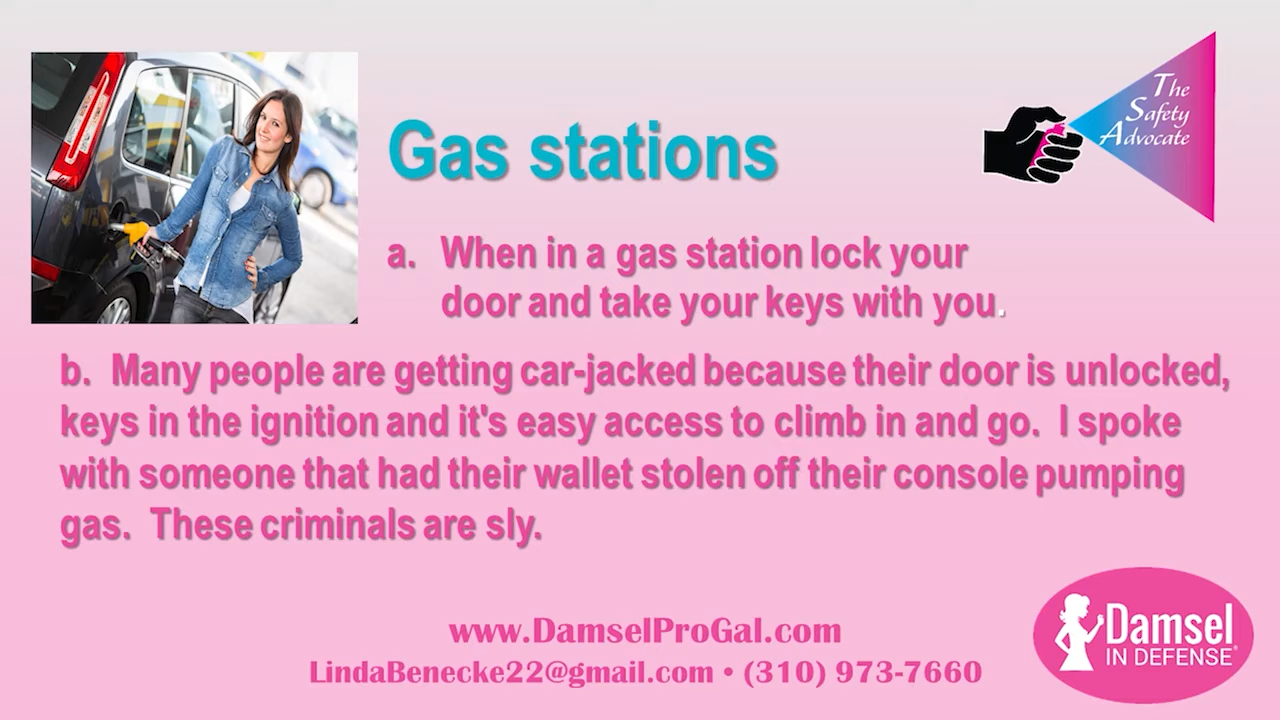 The
Safety
Advocate
Gas stations
a. When in a gas station lock your
door and take your keys with you.
b. Many people are getting car-jacked because their door is unlocked,
keys in the ignition and it's easy access to climb in and go. I spoke
with someone that had their wallet stolen off their console pumping
gas. These criminals are sly.
www.DamselProGal.com
LindaBenecke22@gmail.com • (310) 973-7660
Damsel
IN DEFENSE®